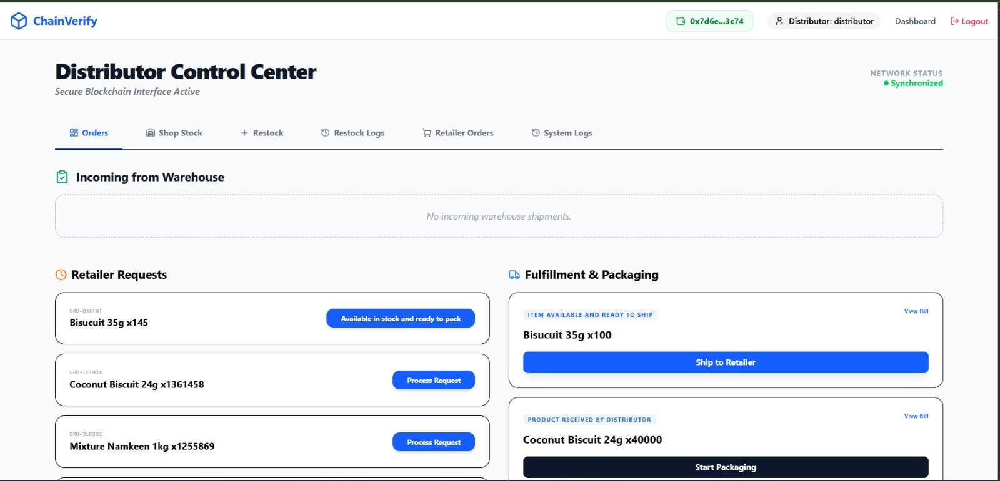 ChainVerify
0x7d6e...3c74
Distributor: distributor
Dashboard
Logout
Distributor Control Center
Secure Blockchain Interface Active
NETWORK STATUS
Synchronized
Orders
Shop Stock
Restock
Restock Logs
Retailer Orders
System Logs
Incoming from Warehouse
No incoming warehouse shipments.
Retailer Requests
ORD-03XTNT
Bisucuit 35g x145
Available in stock and ready to pack
ORD-IEINJX
Coconut Biscuit 24g x1361458
Process Request
ORD-9LD8DZ
Mixture Namkeen 1kg x1255869
Process Request
Fulfillment & Packaging
ITEM AVAILABLE AND READY TO SHIP
View Bill
Bisucuit 35g x100
Ship to Retailer
PRODUCT RECEIVED BY DISTRIBUTOR
View Bill
Coconut Biscuit 24g x40000
Start Packaging